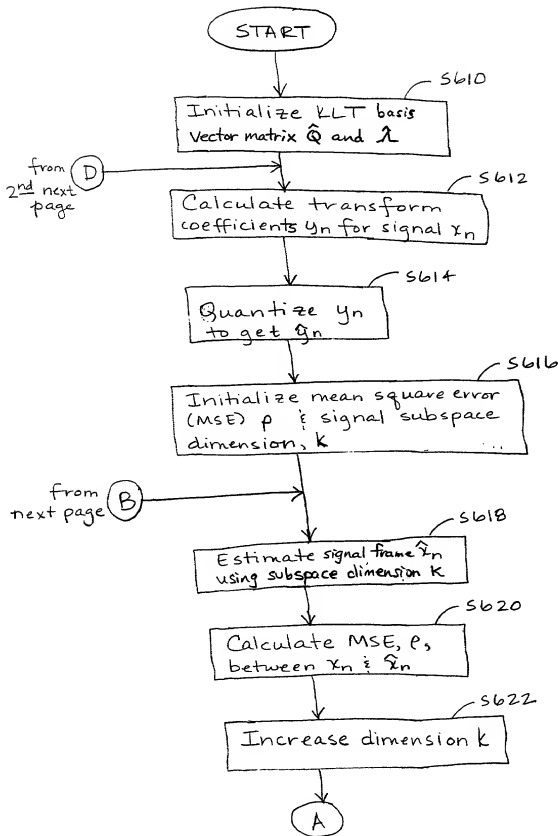 START
S610
Initialize KLT basis
vector matrix Q̂ and λ̂
from
2nd next
page
D
S612
Calculate transform
coefficients yn for signal xn
S614
Quantize yn
to get ŷn
S616
Initialize mean square error
(MSE) ρ & signal subspace
dimension, k
from
next page
B
S618
Estimate signal frame x̂n
using subspace dimension k
S620
Calculate MSE, ρ,
between xn & x̂n
S622
Increase dimension k
A